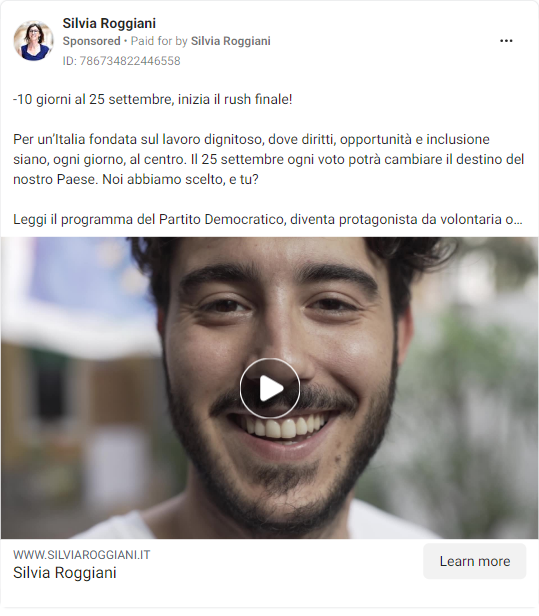 Silvia Roggiani
Sponsored • Paid for by Silvia Roggiani
ID: 786734822446558
-10 giorni al 25 settembre, inizia il rush finale!
Per un'Italia fondata sul lavoro dignitoso, dove diritti, opportunità e inclusione
siano, ogni giorno, al centro. Il 25 settembre ogni voto potrà cambiare il destino del
nostro Paese. Noi abbiamo scelto, e tu?
Leggi il programma del Partito Democratico, diventa protagonista da volontaria o...
WWW.SILVIAROGGIANI.IT
Silvia Roggiani
Learn more